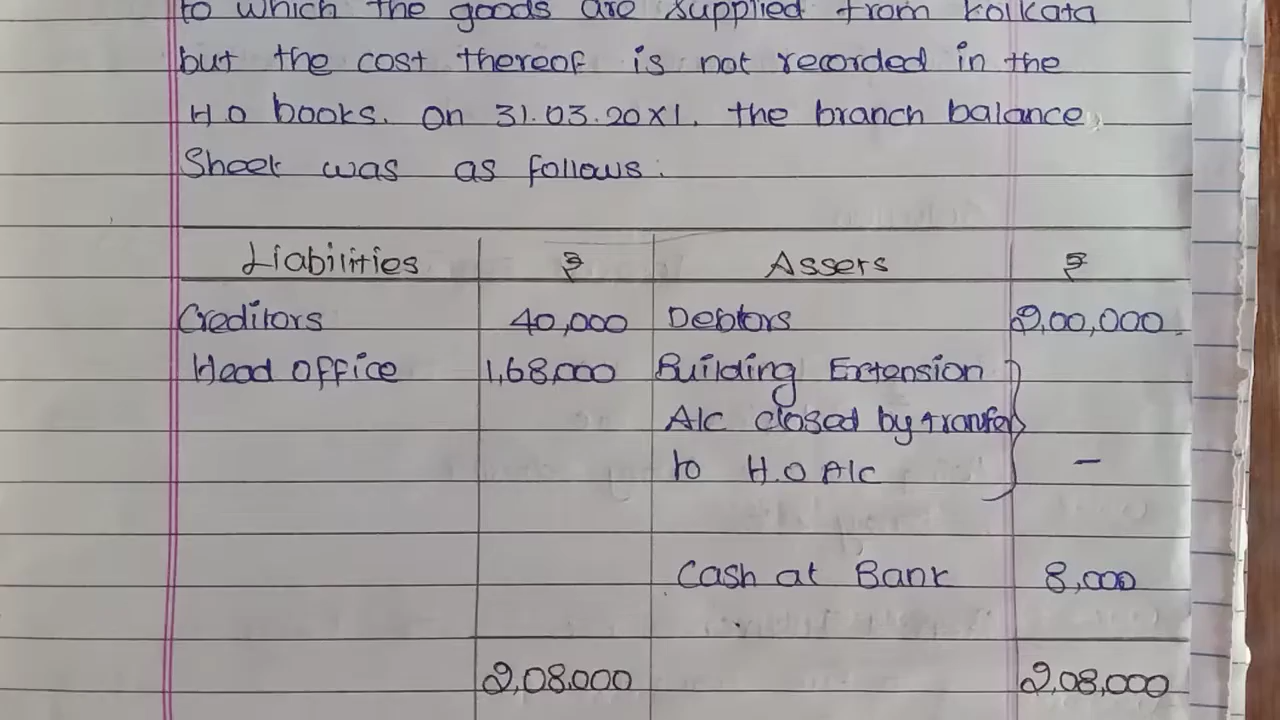 to which the goods are supplied from Kolkata
but the cost thereof is not recorded in the
H O books. On 31.03.20X1, the branch balance
Sheet was as follows:
Liabilities ₹ Assers ₹
Creditors 40,000 Debtors 2,00,000
Head office 1,68,000 Building Extension
A/c closed by transfer
to H.O A/c –
Cash at Bank 8,000
2,08,000 2,08,000